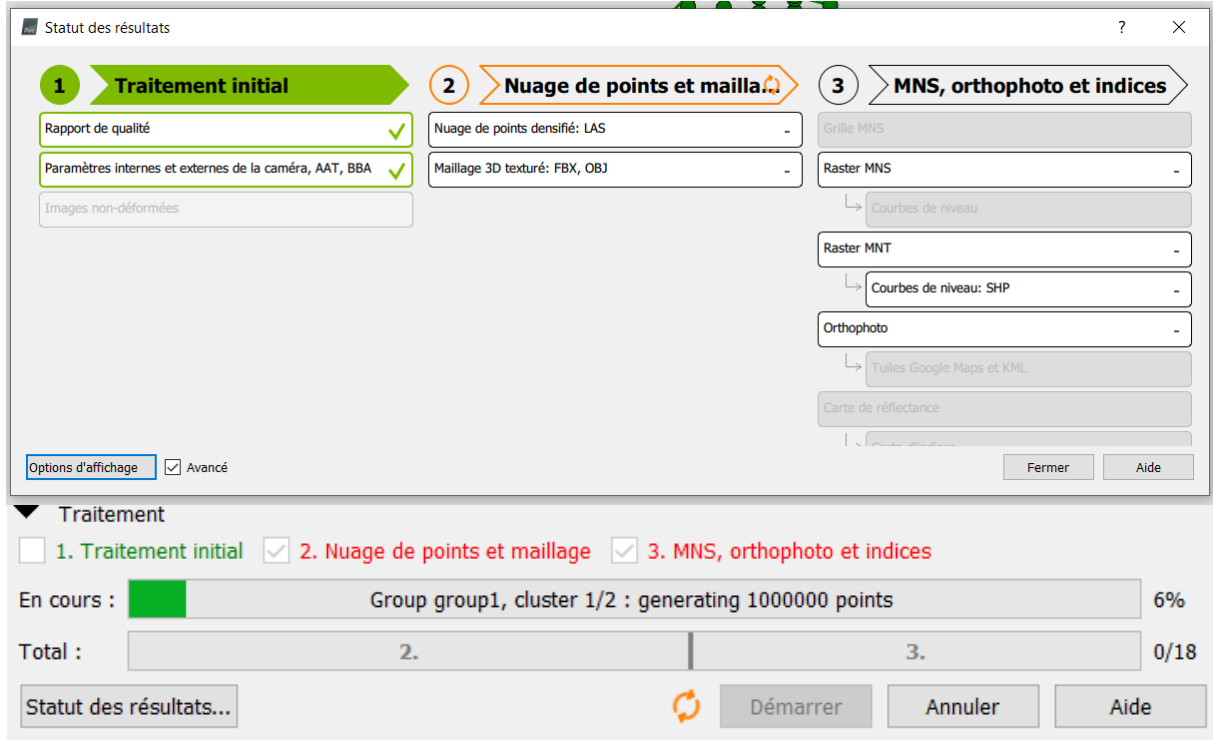 Statut des résultats
?
1 Traitement initial
Rapport de qualité
Paramètres internes et externes de la caméra, AAT, BBA
Images non-déformées
2 Nuage de points et mailla...
Nuage de points densifié: LAS -
Maillage 3D texturé: FBX, OBJ -
3 MNS, orthophoto et indices
Grille MNS
Raster MNS -
Courbes de niveau
Raster MNT -
Courbes de niveau: SHP -
Orthophoto -
Tuiles Google Maps et KML
Carte de réflectance
Carte d'indices
Options d'affichage Avancé Fermer Aide
Traitement
1. Traitement initial 2. Nuage de points et maillage 3. MNS, orthophoto et indices
En cours : Group group1, cluster 1/2 : generating 1000000 points 6%
Total : 2. 3. 0/18
Statut des résultats... Démarrer Annuler Aide